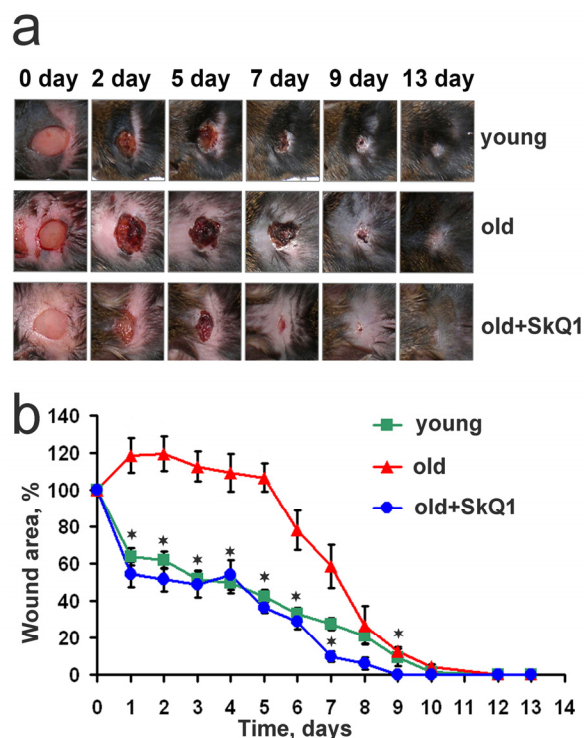 a
0 day 2 day 5 day 7 day 9 day 13 day
young
old
old+SkQ1
b
140
120
100
80
60
40
20
0
Wound area, %
young
old
old+SkQ1
* * * * * * * *
0 1 2 3 4 5 6 7 8 9 10 11 12 13 14
Time, days